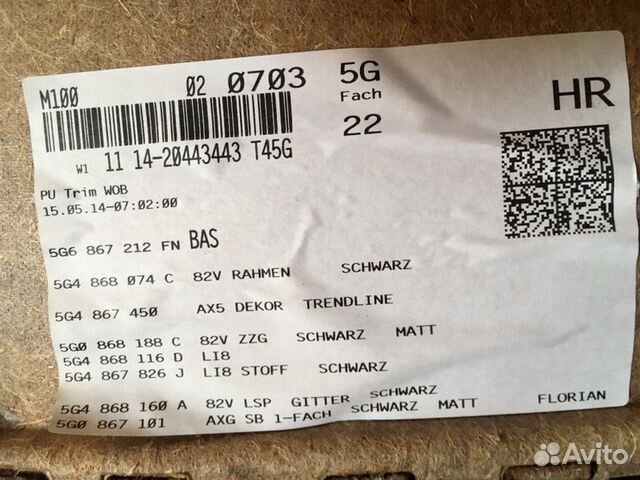 M100 02 0703 5G HR
Fach
22
W1 11 14-20443443 T45G
PU Trim WOB
15.05.14-07:02:00
5G6 867 212 FN BAS
5G4 868 074 C 82V RAHMEN SCHWARZ
5G4 867 450 AX5 DEKOR TRENDLINE
5G0 868 188 C 82V ZZG SCHWARZ MATT
5G4 868 116 D LI8
5G4 867 826 J LI8 STOFF SCHWARZ
5G4 868 160 A 82V LSP GITTER SCHWARZ
5G0 867 101 AXG SB 1-FACH SCHWARZ MATT FLORIAN
Avito